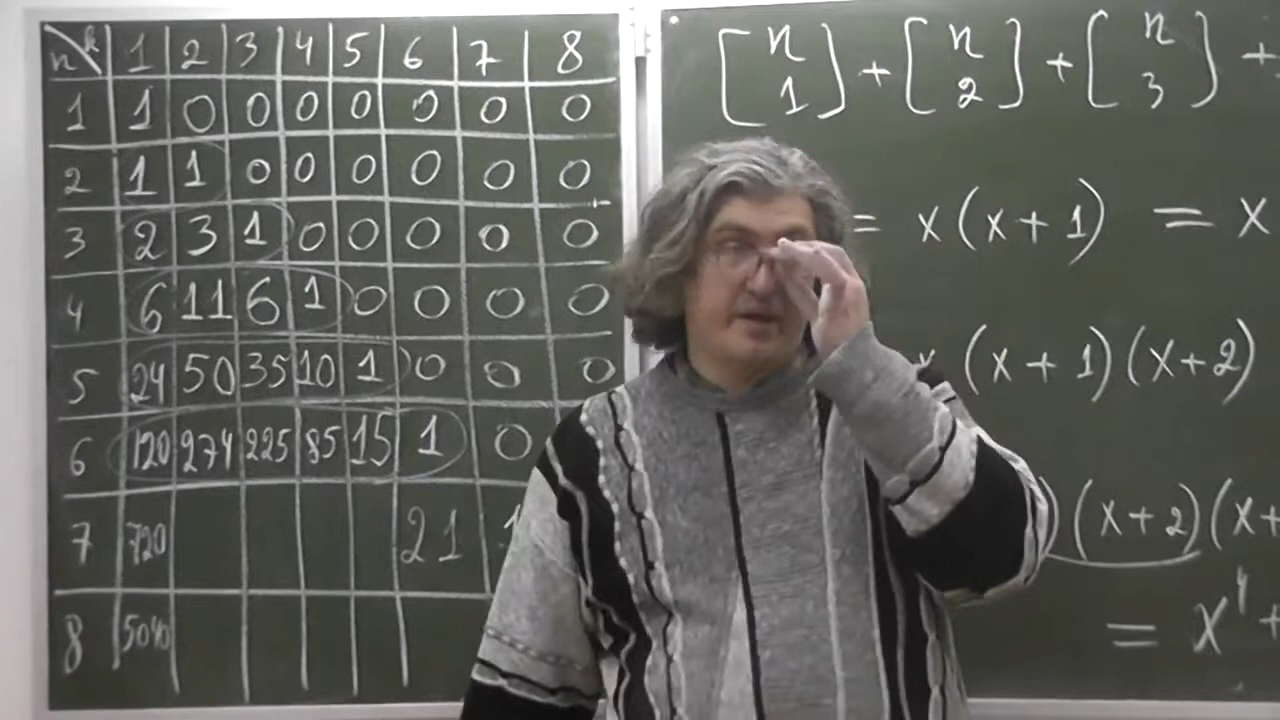 n k 1 2 3 4 5 6 7 8
1 1 0 0 0 0 0 0 0
2 1 1 0 0 0 0 0 0
3 2 3 1 0 0 0 0 0
4 6 11 6 1 0 0 0 0
5 24 50 35 10 1 0 0 0
6 120 274 225 85 15 1 0
7 720 21
8 5040
[n 1] + [n 2] + [n 3] +
= x(x+1) = x
x(x+1)(x+2)
)(x+2)(x+
= x⁴ +